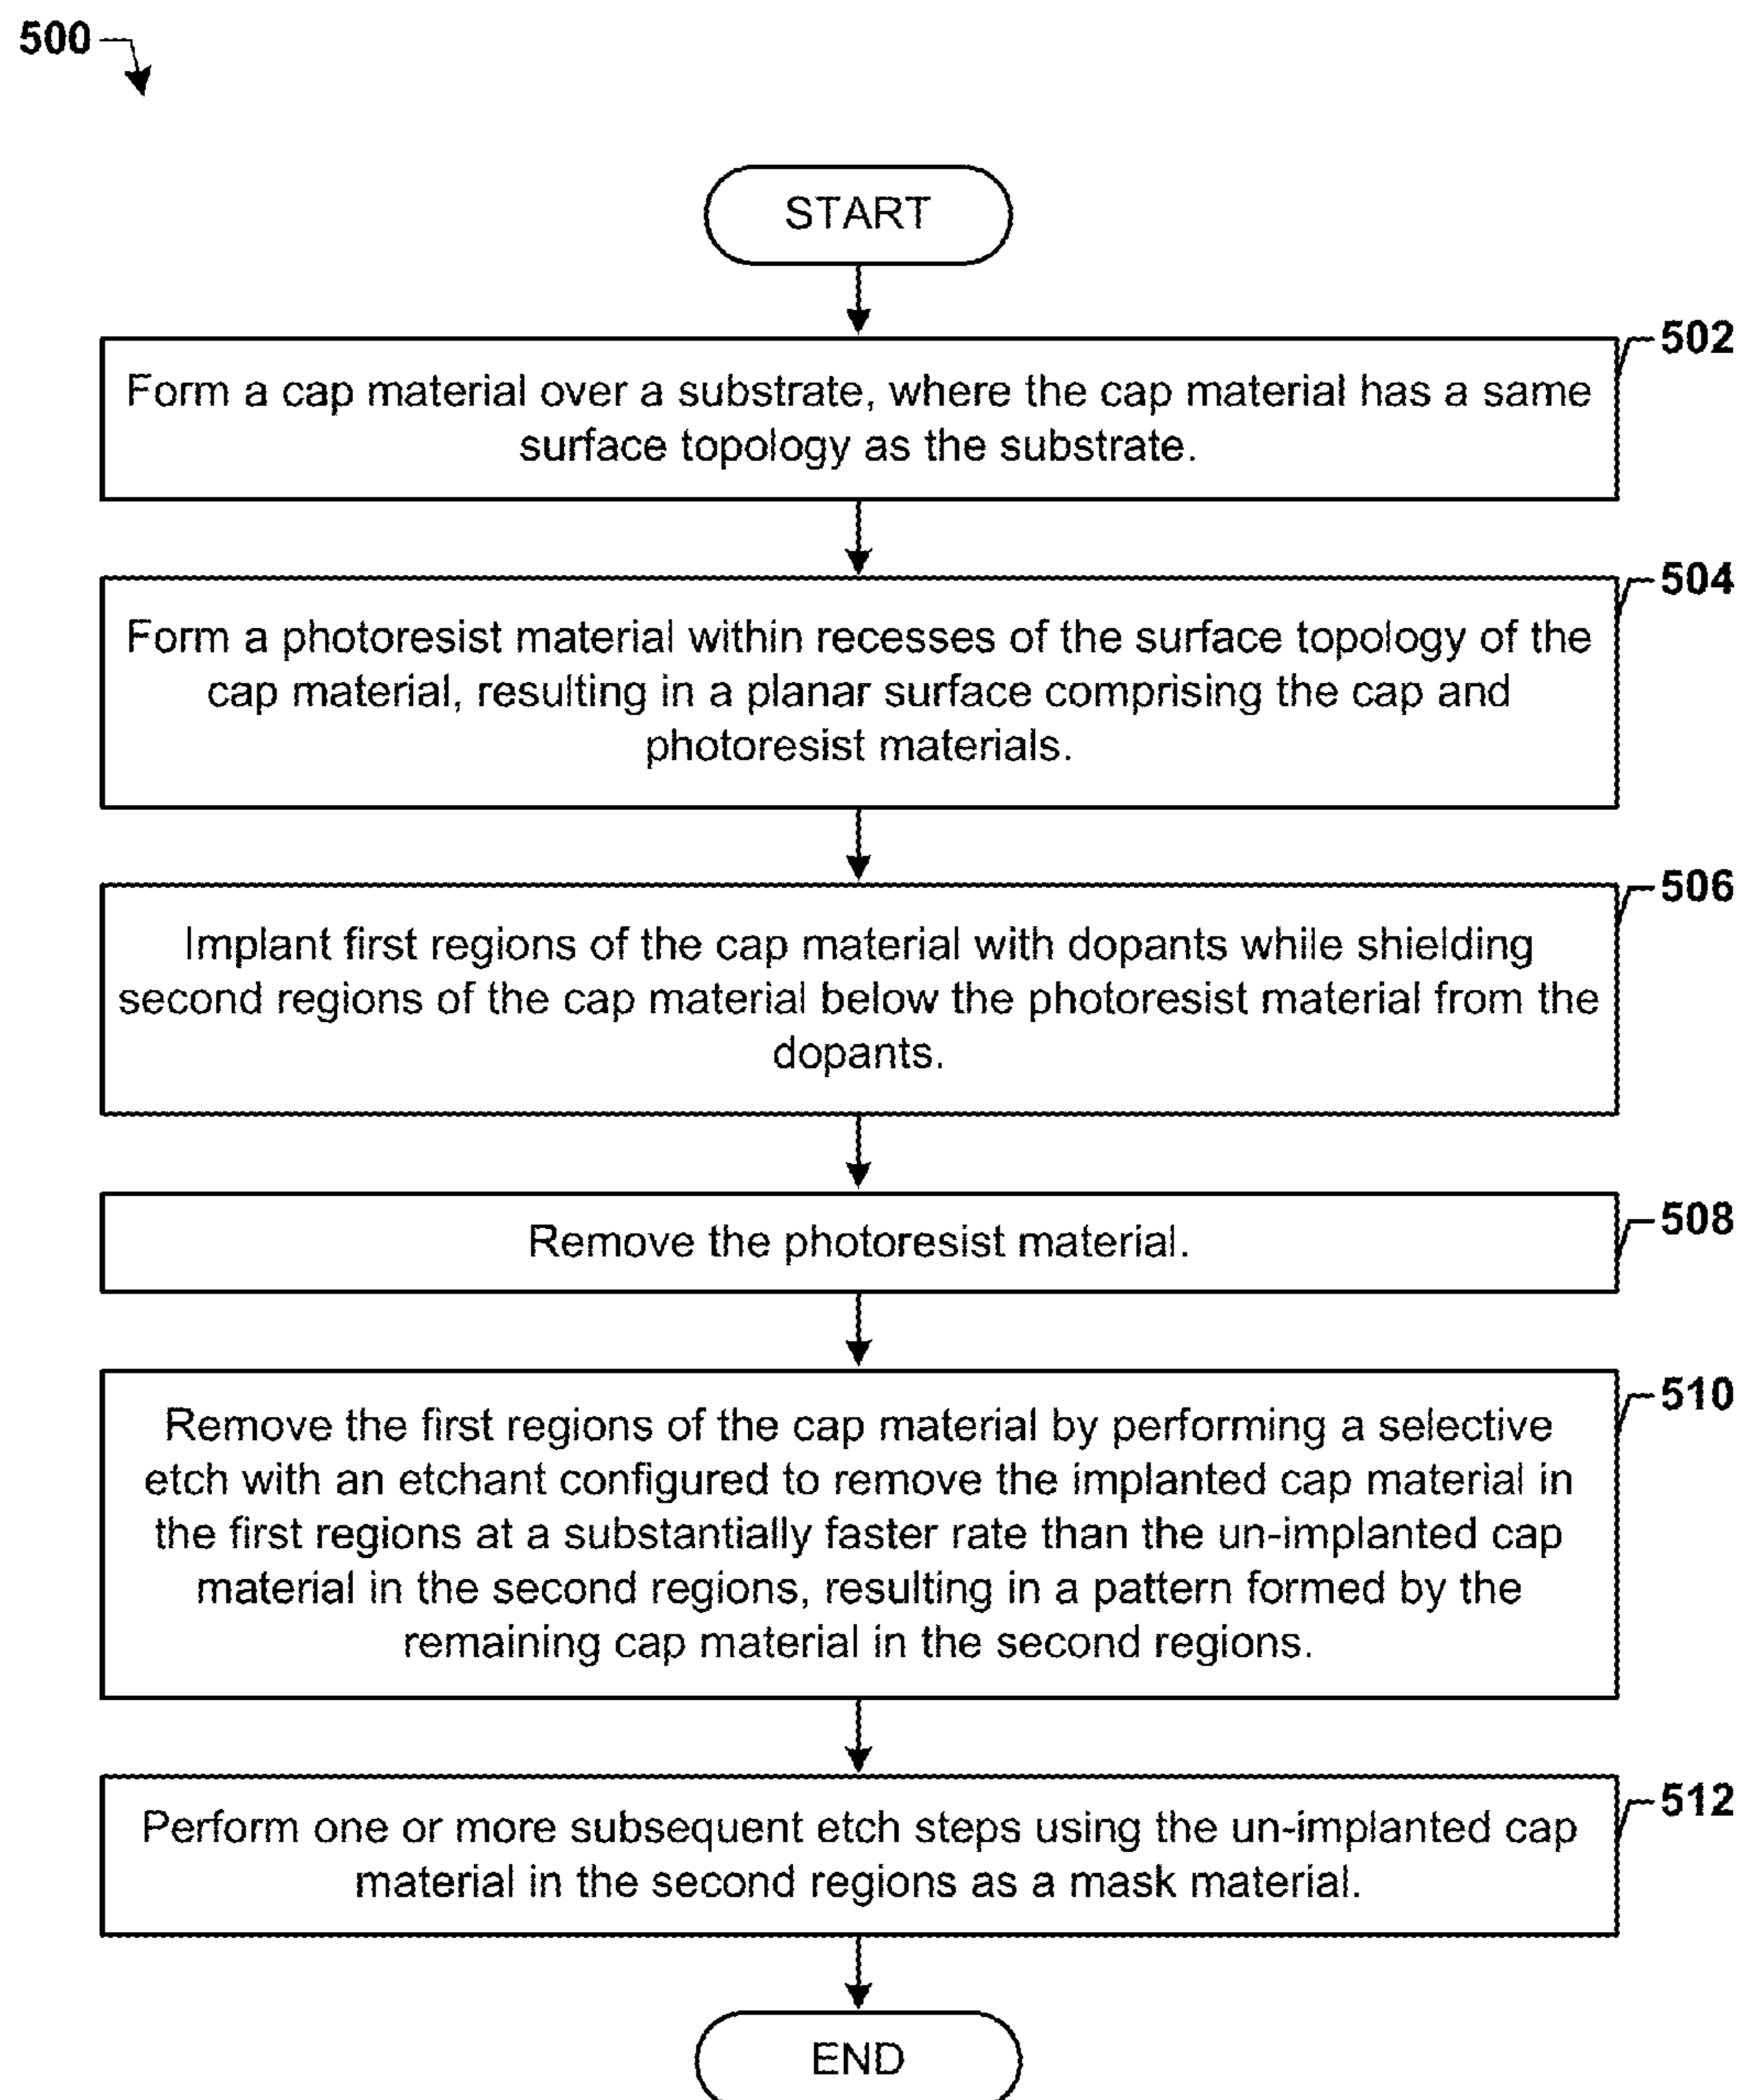 500
START
502
Form a cap material over a substrate, where the cap material has a same
surface topology as the substrate.
504
Form a photoresist material within recesses of the surface topology of the
cap material, resulting in a planar surface comprising the cap and
photoresist materials.
506
Implant first regions of the cap material with dopants while shielding
second regions of the cap material below the photoresist material from the
dopants.
508
Remove the photoresist material.
510
Remove the first regions of the cap material by performing a selective
etch with an etchant configured to remove the implanted cap material in
the first regions at a substantially faster rate than the un-implanted cap
material in the second regions, resulting in a pattern formed by the
remaining cap material in the second regions.
512
Perform one or more subsequent etch steps using the un-implanted cap
material in the second regions as a mask material.
END